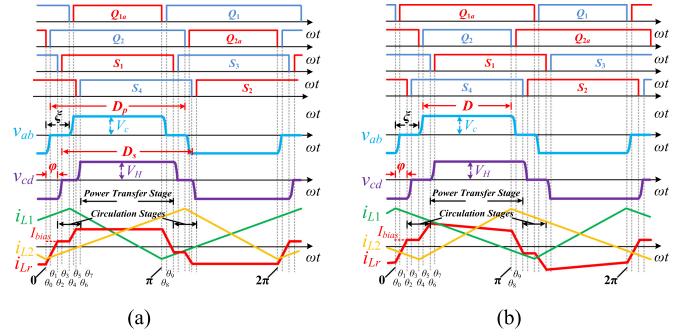 Q1a Q1
ωt
Q2 Q2a
ωt
S1 S3
ωt
S4 S2
ωt
Dp
ξ
Vc
vab
ωt
Ds
φ
VH
vcd
ωt
Power Transfer Stage
iL1
Circulation Stages
Ibias
iL2
iLr
ωt
θ1 θ3 θ5 θ7 θ9
0 θ0 θ2 θ4 θ6 π θ8 2π
(a)
Q1a Q1
ωt
Q2 Q2a
ωt
S1 S3
ωt
S4 S2
ωt
D
ξ
Vc
vab
ωt
φ
VH
vcd
ωt
Power Transfer Stage
iL1
Circulation Stages
Ibias
iL2
iLr
ωt
θ1 θ3 θ5 θ7 θ9
0 θ0 θ2 θ4 θ6 π θ8 2π
(b)